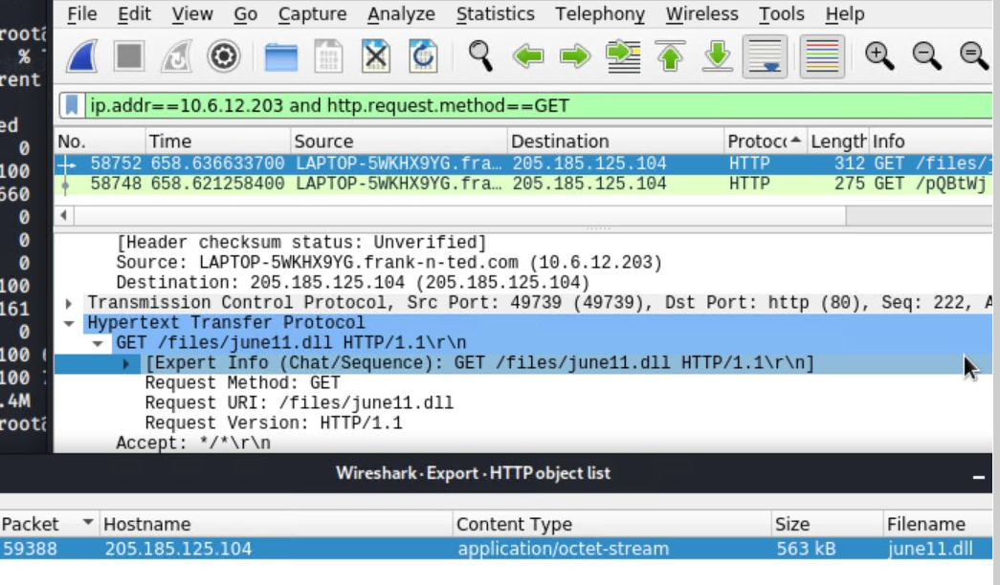 File Edit View Go Capture Analyze Statistics Telephony Wireless Tools Help
ip.addr==10.6.12.203 and http.request.method==GET
No. Time Source Destination Protoc Length Info
58752 658.636633700 LAPTOP-5WKHX9YG.fra… 205.185.125.104 HTTP 312 GET /files/j
58748 658.621258400 LAPTOP-5WKHX9YG.fra… 205.185.125.104 HTTP 275 GET /pQBtWj
[Header checksum status: Unverified]
Source: LAPTOP-5WKHX9YG.frank-n-ted.com (10.6.12.203)
Destination: 205.185.125.104 (205.185.125.104)
Transmission Control Protocol, Src Port: 49739 (49739), Dst Port: http (80), Seq: 222, A
Hypertext Transfer Protocol
GET /files/june11.dll HTTP/1.1\r\n
[Expert Info (Chat/Sequence): GET /files/june11.dll HTTP/1.1\r\n]
Request Method: GET
Request URI: /files/june11.dll
Request Version: HTTP/1.1
Accept: */*\r\n
root
%
rent
ed
0
100
660
0
0
0
100
161
0
100
100
.4M
root
Wireshark · Export · HTTP object list
Packet Hostname Content Type Size Filename
59388 205.185.125.104 application/octet-stream 563 kB june11.dll